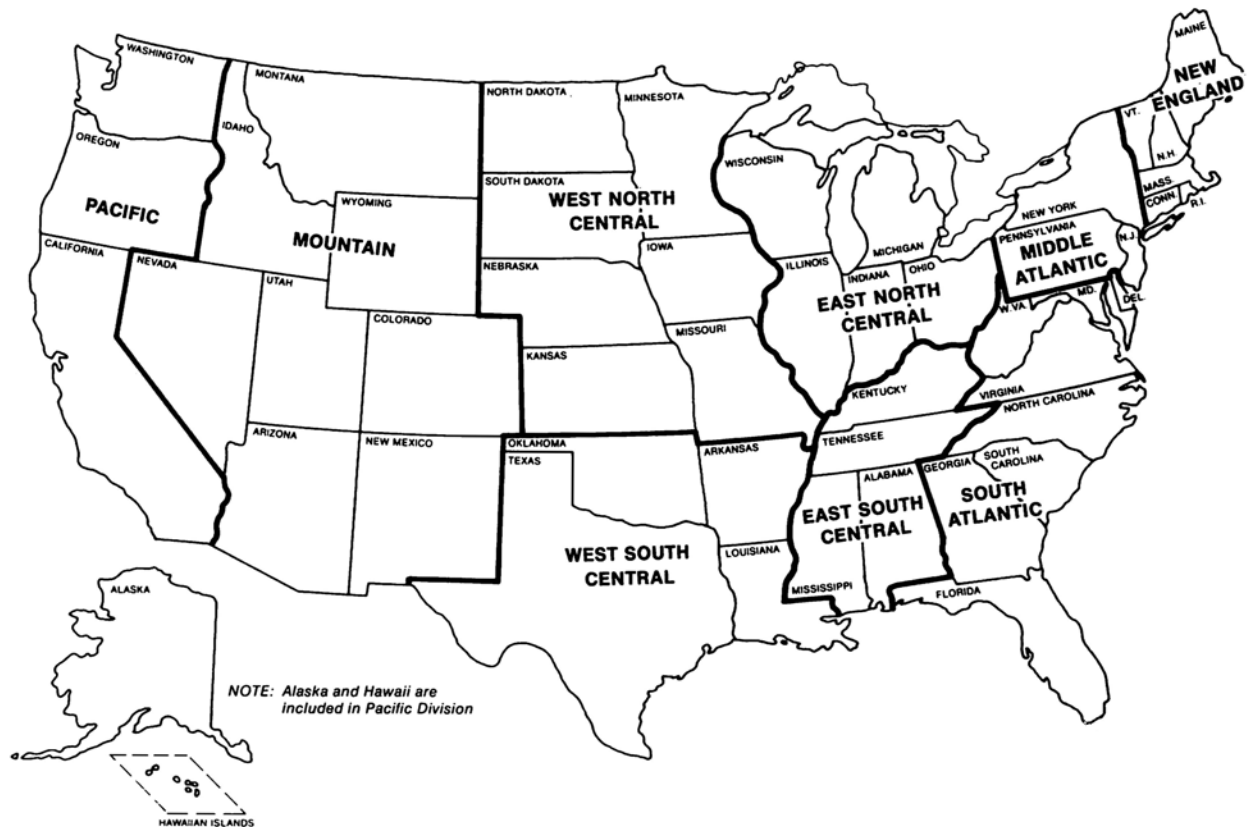 WASHINGTON
MONTANA
NORTH DAKOTA
MINNESOTA
MAINE
NEW
ENGLAND
VT.
N.H.
IDAHO
OREGON
WISCONSIN
SOUTH DAKOTA
WYOMING
PACIFIC
WEST NORTH
CENTRAL
MASS.
CONN.
R.I.
NEW YORK
MICHIGAN
PENNSYLVANIA
N.J.
MIDDLE
ATLANTIC
CALIFORNIA
NEVADA
MOUNTAIN
UTAH
IOWA
NEBRASKA
ILLINOIS
INDIANA
OHIO
EAST NORTH
CENTRAL
W.VA.
MD.
DEL.
COLORADO
MISSOURI
KANSAS
KENTUCKY
VIRGINIA
NORTH CAROLINA
ARIZONA
NEW MEXICO
OKLAHOMA
TEXAS
ARKANSAS
TENNESSEE
SOUTH
CAROLINA
ALABAMA
GEORGIA
EAST SOUTH
CENTRAL
SOUTH
ATLANTIC
WEST SOUTH
CENTRAL
LOUISIANA
MISSISSIPPI
FLORIDA
ALASKA
NOTE: Alaska and Hawaii are
included in Pacific Division
HAWAIIAN ISLANDS